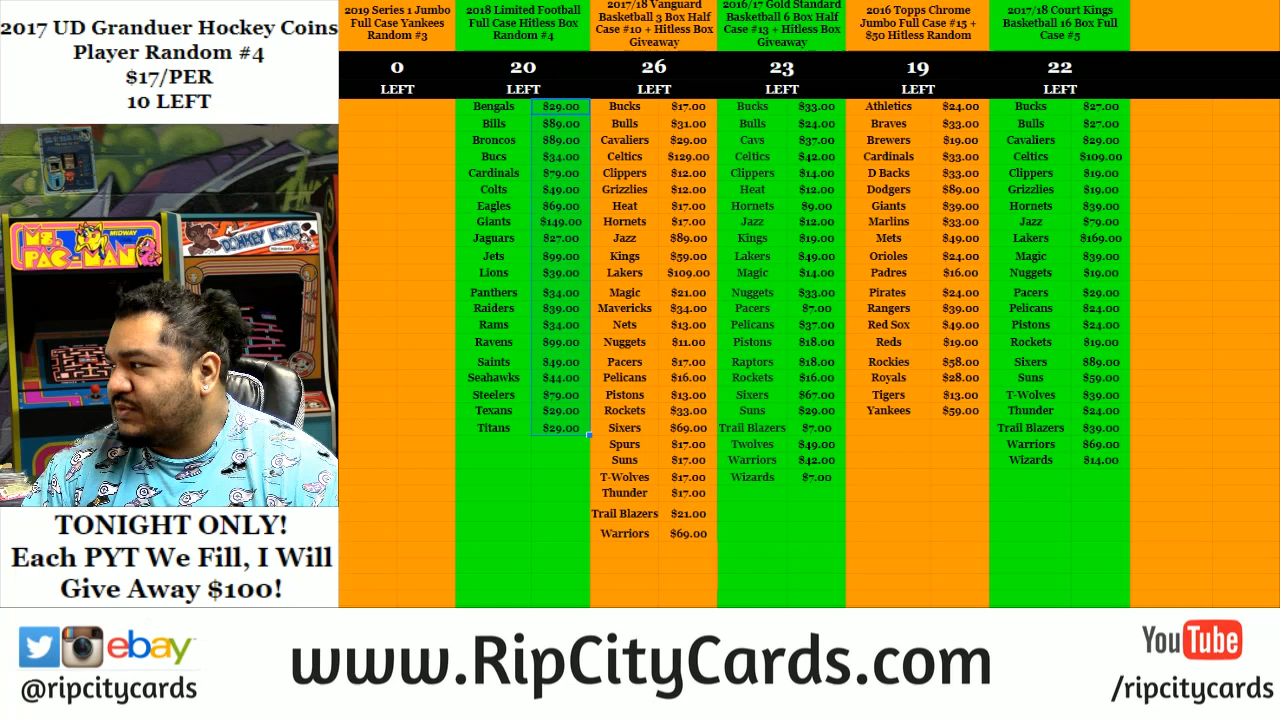 2017 UD Granduer Hockey Coins
Player Random #4
$17/PER
10 LEFT
MS.
PAC-MAN
MIDWAY
DONKEY KONG
Nintendo
TONIGHT ONLY!
Each PYT We Fill, I Will
Give Away $100!
2019 Series 1 Jumbo
Full Case Yankees
Random #3
0
LEFT
2018 Limited Football
Full Case Hitless Box
Random #4
20
LEFT
Bengals $29.00
Bills $89.00
Broncos $89.00
Bucs $34.00
Cardinals $79.00
Colts $49.00
Eagles $69.00
Giants $149.00
Jaguars $27.00
Jets $99.00
Lions $39.00
Panthers $34.00
Raiders $39.00
Rams $34.00
Ravens $99.00
Saints $49.00
Seahawks $44.00
Steelers $79.00
Texans $29.00
Titans $29.00
2017/18 Vanguard
Basketball 3 Box Half
Case #10 + Hitless Box
Giveaway
26
LEFT
Bucks $17.00
Bulls $31.00
Cavaliers $29.00
Celtics $129.00
Clippers $12.00
Grizzlies $12.00
Heat $17.00
Hornets $17.00
Jazz $89.00
Kings $59.00
Lakers $109.00
Magic $21.00
Mavericks $34.00
Nets $13.00
Nuggets $11.00
Pacers $17.00
Pelicans $16.00
Pistons $13.00
Rockets $33.00
Sixers $69.00
Spurs $17.00
Suns $17.00
T-Wolves $17.00
Thunder $17.00
Trail Blazers $21.00
Warriors $69.00
2016/17 Gold Standard
Basketball 6 Box Half
Case #13 + Hitless Box
Giveaway
23
LEFT
Bucks $33.00
Bulls $24.00
Cavs $37.00
Celtics $42.00
Clippers $14.00
Heat $12.00
Hornets $9.00
Jazz $12.00
Kings $19.00
Lakers $49.00
Magic $14.00
Nuggets $33.00
Pacers $7.00
Pelicans $37.00
Pistons $18.00
Raptors $18.00
Rockets $16.00
Sixers $67.00
Suns $29.00
Trail Blazers $7.00
Twolves $49.00
Warriors $42.00
Wizards $7.00
2016 Topps Chrome
Jumbo Full Case #15 +
$50 Hitless Random
19
LEFT
Athletics $24.00
Braves $33.00
Brewers $19.00
Cardinals $33.00
D Backs $33.00
Dodgers $89.00
Giants $39.00
Marlins $33.00
Mets $49.00
Orioles $24.00
Padres $16.00
Pirates $24.00
Rangers $39.00
Red Sox $49.00
Reds $19.00
Rockies $58.00
Royals $28.00
Tigers $13.00
Yankees $59.00
2017/18 Court Kings
Basketball 16 Box Full
Case #5
22
LEFT
Bucks $27.00
Bulls $27.00
Cavaliers $29.00
Celtics $109.00
Clippers $19.00
Grizzlies $19.00
Hornets $39.00
Jazz $79.00
Lakers $169.00
Magic $39.00
Nuggets $19.00
Pacers $29.00
Pelicans $24.00
Pistons $24.00
Rockets $19.00
Sixers $89.00
Suns $59.00
T-Wolves $39.00
Thunder $24.00
Trail Blazers $39.00
Warriors $69.00
Wizards $14.00
ebay
@ripcitycards
www.RipCityCards.com
YouTube
/ripcitycards